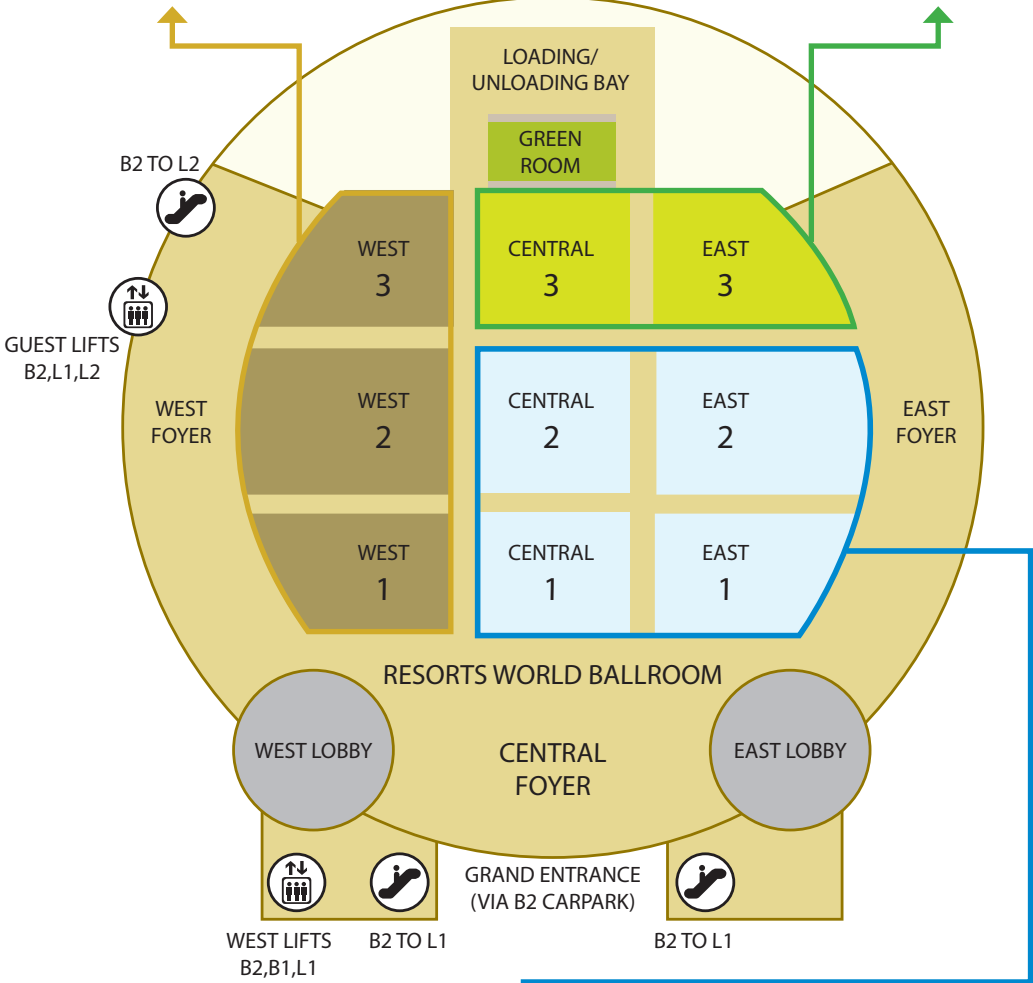 LOADING/
UNLOADING BAY
GREEN
ROOM
B2 TO L2
GUEST LIFTS
B2,L1,L2
WEST
3
CENTRAL
3
EAST
3
WEST
FOYER
WEST
2
CENTRAL
2
EAST
2
EAST
FOYER
WEST
1
CENTRAL
1
EAST
1
RESORTS WORLD BALLROOM
WEST LOBBY
CENTRAL
FOYER
EAST LOBBY
GRAND ENTRANCE
(VIA B2 CARPARK)
WEST LIFTS
B2,B1,L1
B2 TO L1
B2 TO L1